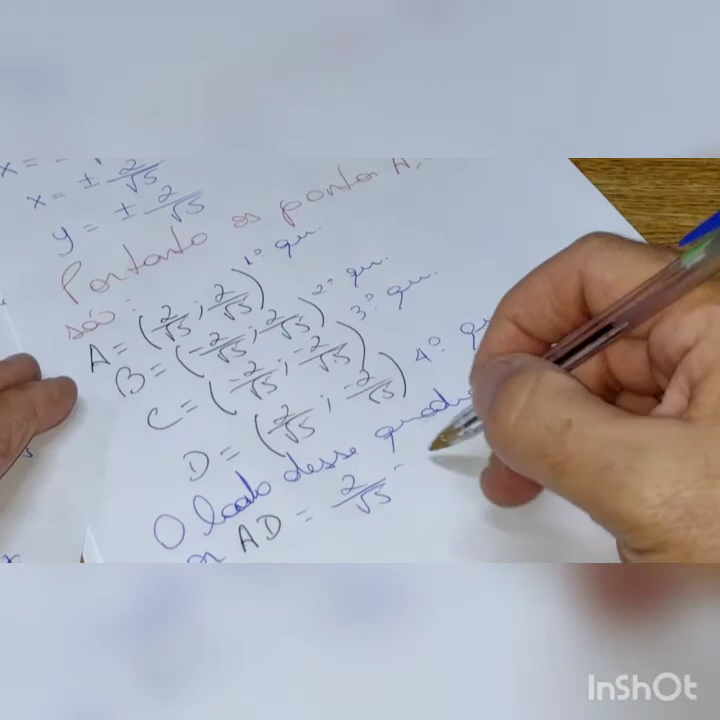 x = ± 2/√5
y = ± 2/√5
Portanto os pontos A,
são:
A = (2/√5 ; 2/√5) 1º qu.
B = (-2/√5 ; 2/√5) 2º qu.
C = (-2/√5 ; -2/√5) 3º qu.
D = (2/√5 ; -2/√5) 4º qu
O lado desse
AD = 2/√5
InShOt